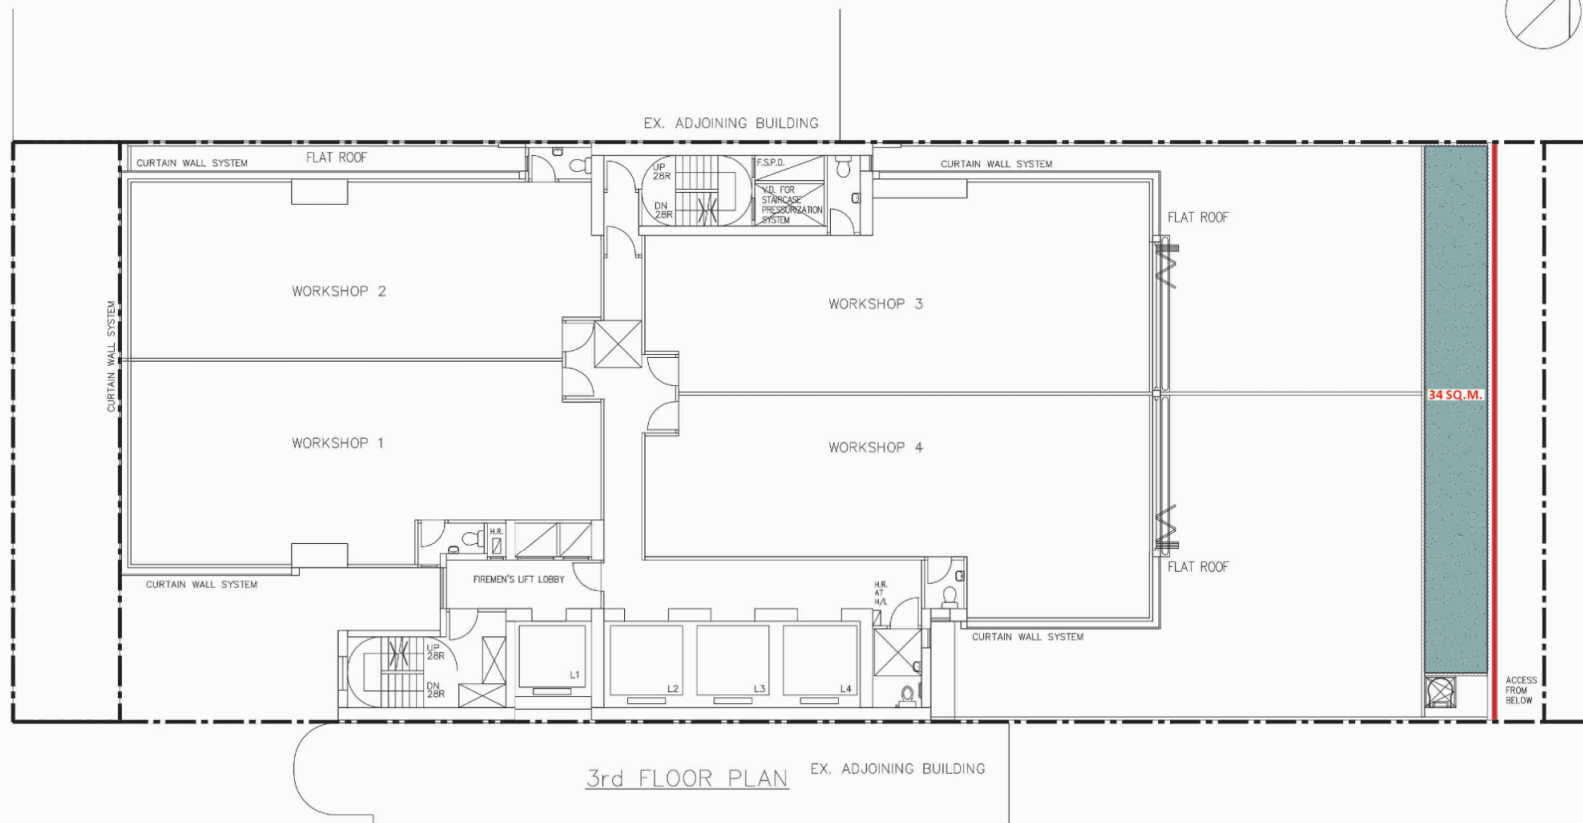 EX. ADJOINING BUILDING
CURTAIN WALL SYSTEM
FLAT ROOF
UP
28R
DN
28R
F.S.P.D.
V.D. FOR
STAIRCASE
PRESSURIZATION
SYSTEM
CURTAIN WALL SYSTEM
FLAT ROOF
WORKSHOP 2
WORKSHOP 3
CURTAIN WALL SYSTEM
34 SQ.M.
WORKSHOP 1
WORKSHOP 4
H.R.
FIREMEN'S LIFT LOBBY
CURTAIN WALL SYSTEM
H.R.
AT
H/L
FLAT ROOF
CURTAIN WALL SYSTEM
UP
28R
DN
28R
L1
L2
L3
L4
ACCESS
FROM
BELOW
3rd FLOOR PLAN
EX. ADJOINING BUILDING